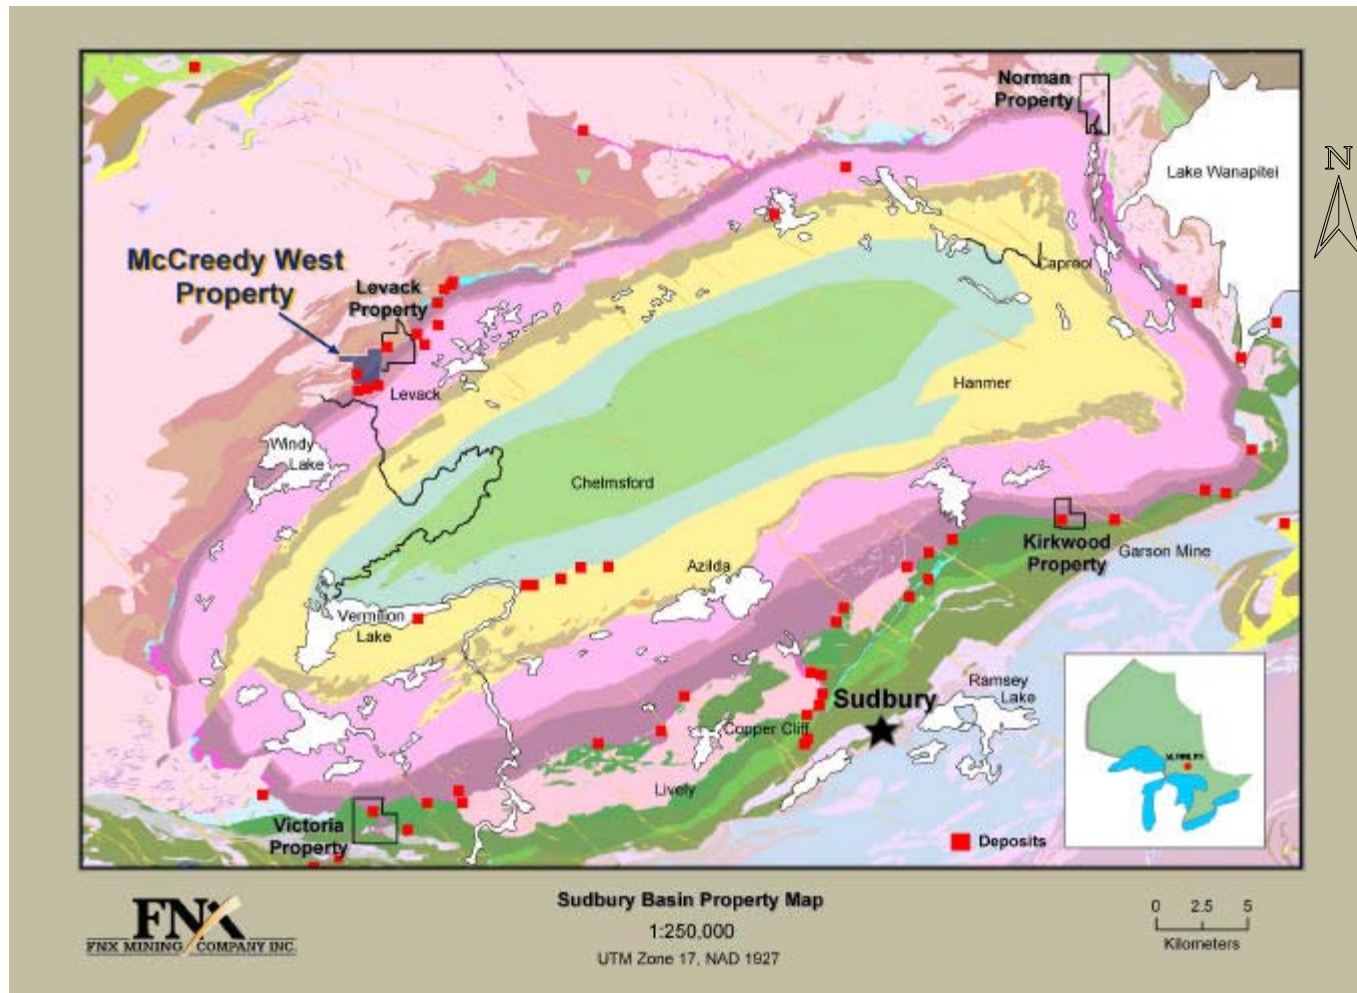 Norman
Property
N
Lake Wanapitei
McCreedy West
Property
Levack
Property
Capreol
Levack
Hanmer
Windy
Lake
Chelmsford
Kirkwood
Property
Garson Mine
Azilda
Vermilion
Lake
Sudbury
Ramsey
Lake
Copper Cliff
Lively
Victoria
Property
Deposits
FNX
FNX MINING COMPANY INC.
Sudbury Basin Property Map
1:250,000
UTM Zone 17, NAD 1927
0 2.5 5
Kilometers